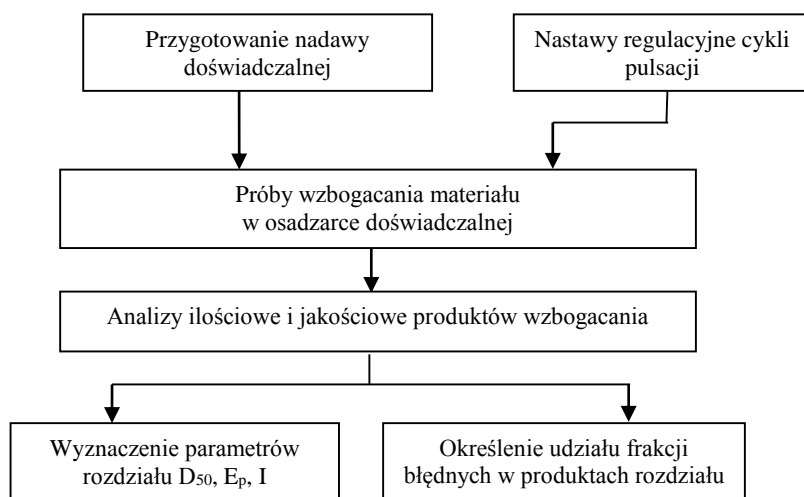 Przygotowanie nadawy
doświadczalnej
Nastawy regulacyjne cykli
pulsacji
Próby wzbogacania materiału
w osadzarce doświadczalnej
Analizy ilościowe i jakościowe produktów wzbogacania
Wyznaczenie parametrów
rozdziału D₅₀, Eₚ, I
Określenie udziału frakcji
błędnych w produktach rozdziału